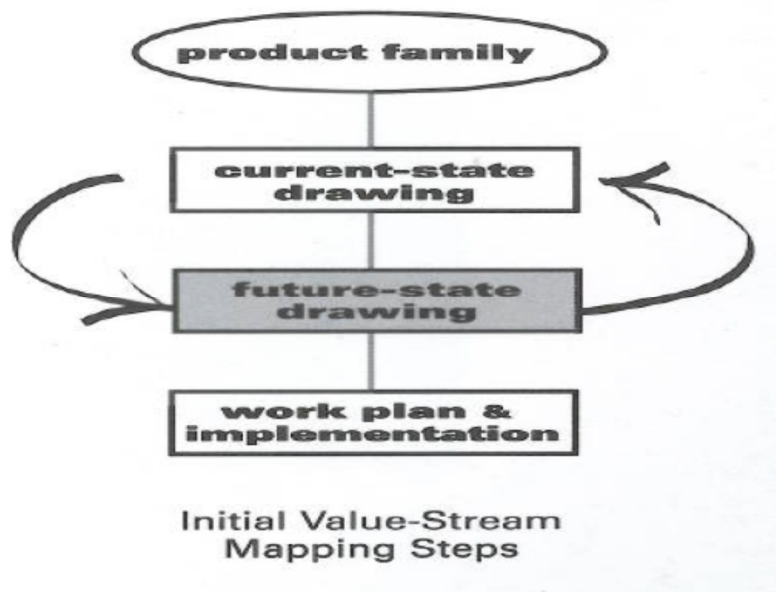 product family
current-state
drawing
future-state
drawing
work plan &
implementation
Initial Value-Stream
Mapping Steps